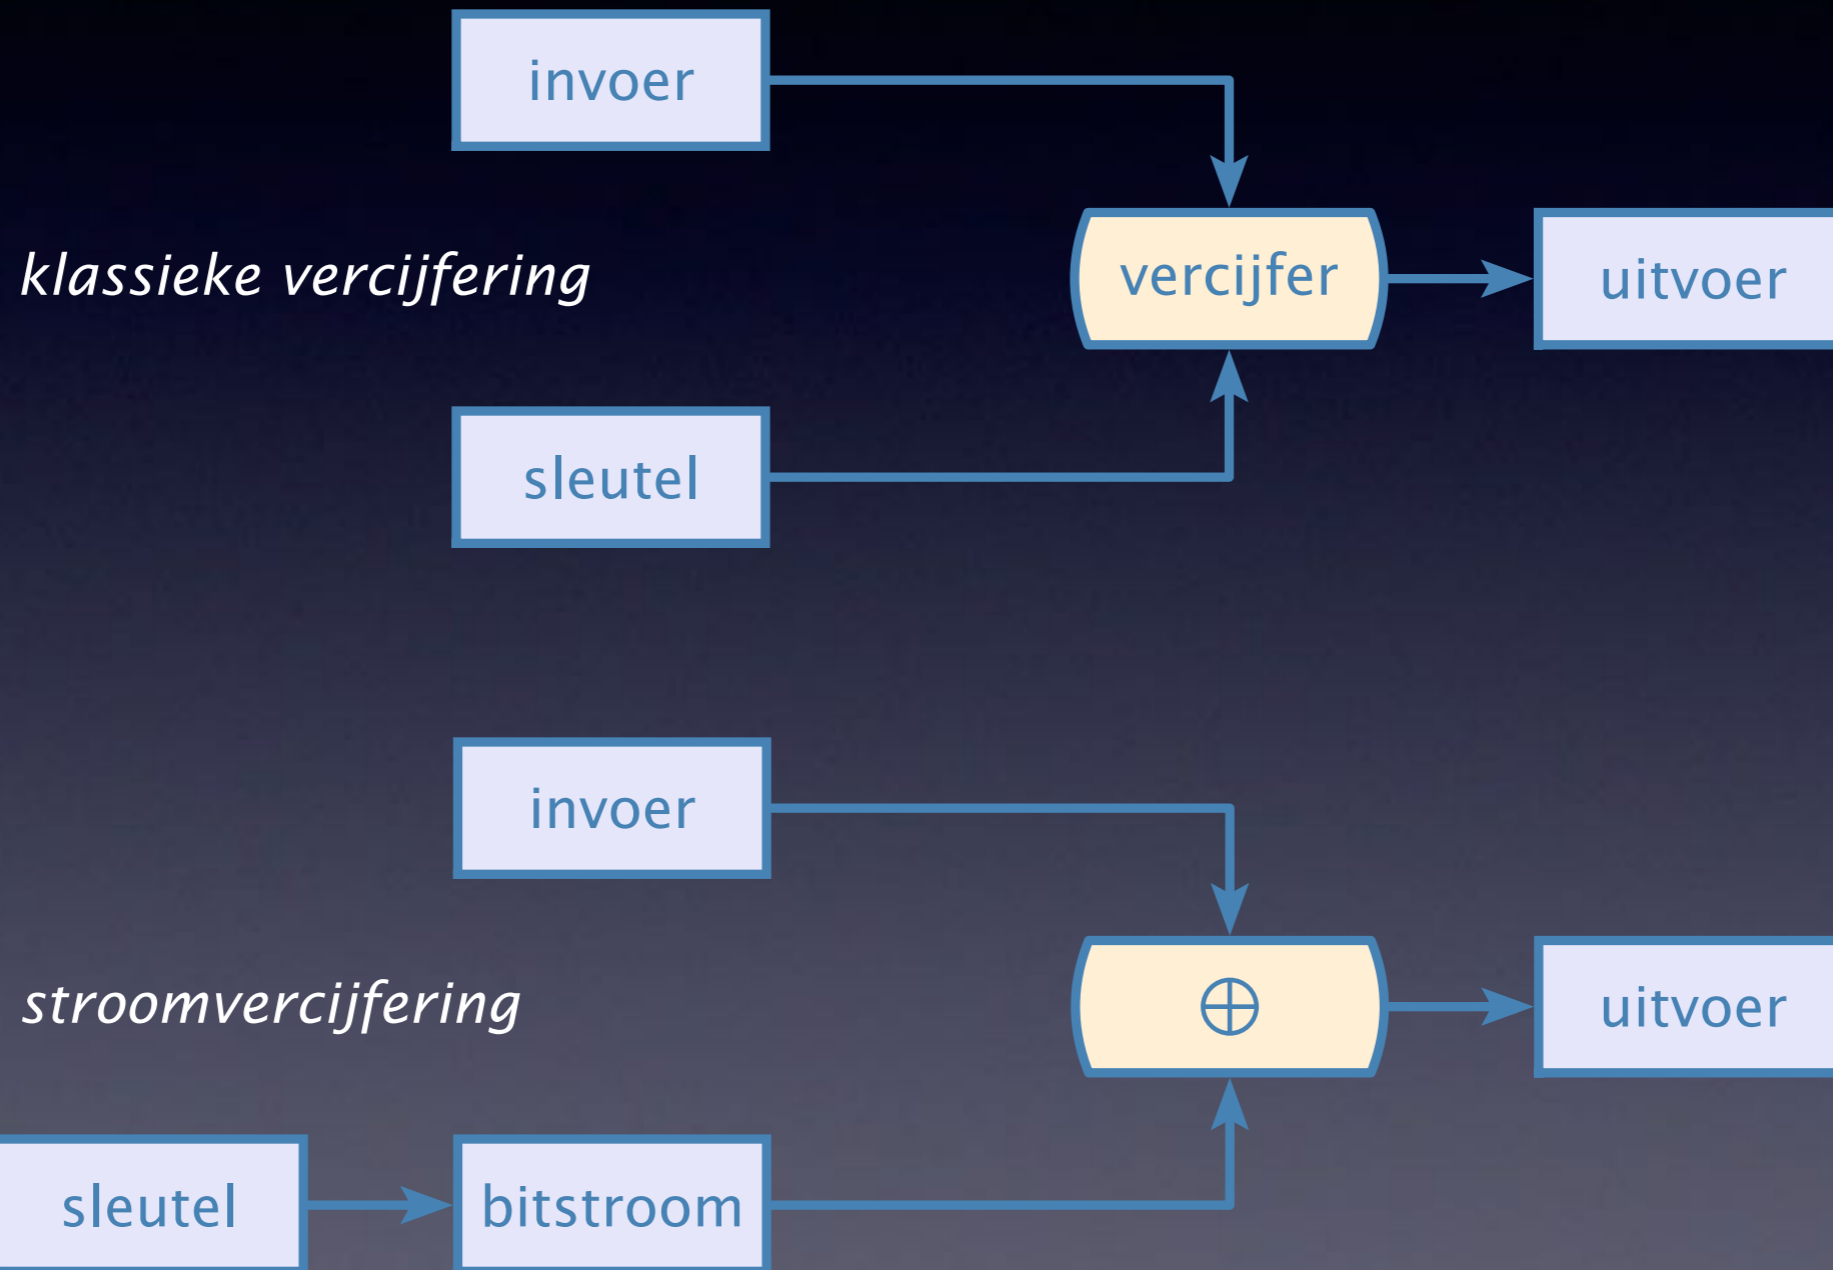 invoer
klassieke vercijfering
vercijfer
uitvoer
sleutel
invoer
stroomvercijfering
⊕
uitvoer
sleutel
bitstroom